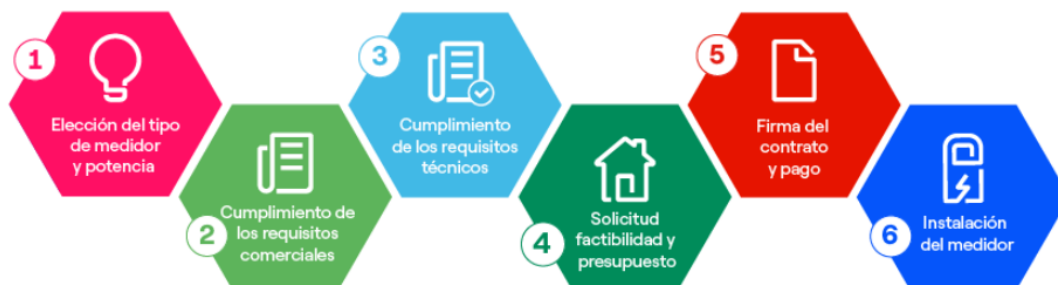 1
Elección del tipo
de medidor
y potencia
2
Cumplimiento de
los requisitos
comerciales
3
Cumplimiento
de los requisitos
técnicos
4
Solicitud
factibilidad y
presupuesto
5
Firma del
contrato
y pago
6
Instalación
del medidor